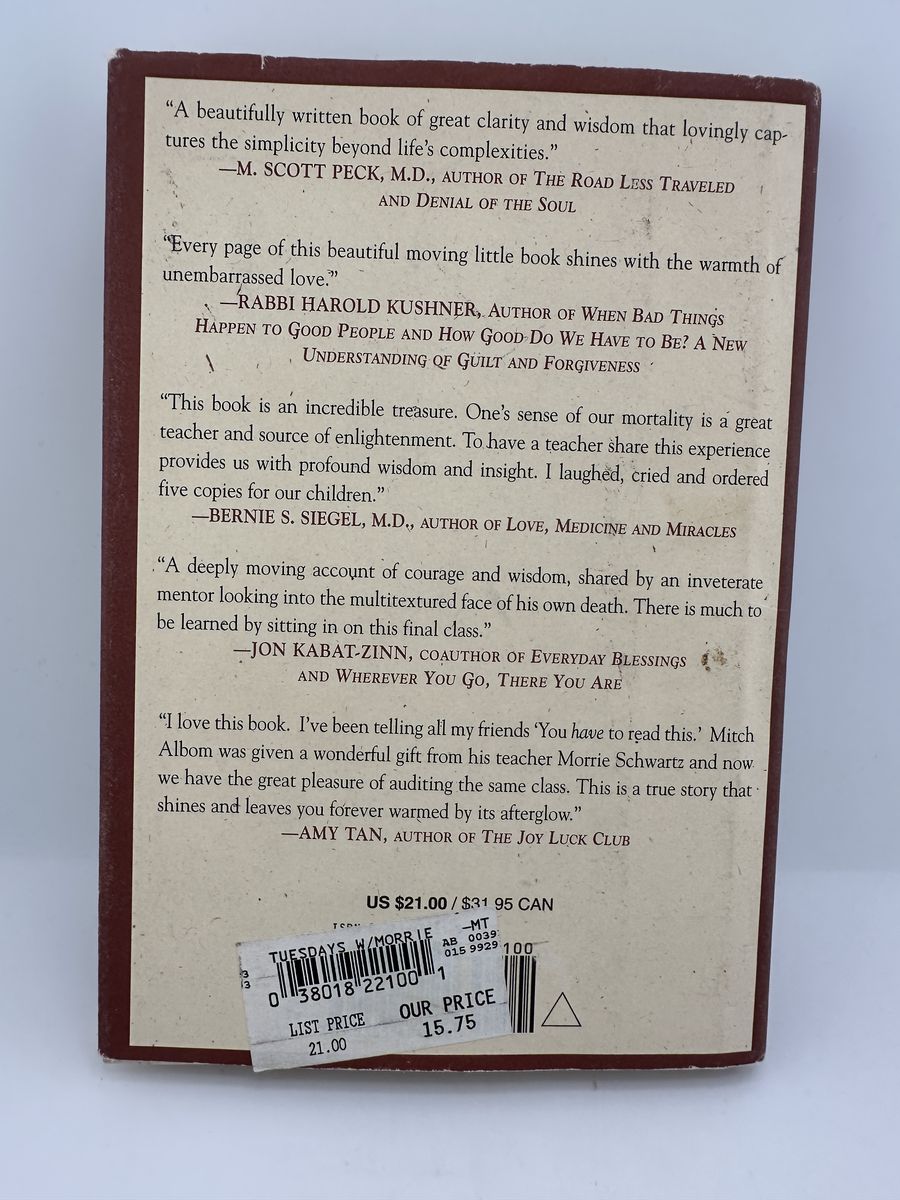 “A beautifully written book of great clarity and wisdom that lovingly cap-
tures the simplicity beyond life’s complexities.”
—M. SCOTT PECK, M.D., AUTHOR OF THE ROAD LESS TRAVELED
AND DENIAL OF THE SOUL
“Every page of this beautiful moving little book shines with the warmth of
unembarrassed love.”
—RABBI HAROLD KUSHNER, AUTHOR OF WHEN BAD THINGS
HAPPEN TO GOOD PEOPLE AND HOW GOOD DO WE HAVE TO BE? A NEW
UNDERSTANDING OF GUILT AND FORGIVENESS
“This book is an incredible treasure. One’s sense of our mortality is a great
teacher and source of enlightenment. To have a teacher share this experience
provides us with profound wisdom and insight. I laughed, cried and ordered
five copies for our children.”
—BERNIE S. SIEGEL, M.D., AUTHOR OF LOVE, MEDICINE AND MIRACLES
“A deeply moving account of courage and wisdom, shared by an inveterate
mentor looking into the multitextured face of his own death. There is much to
be learned by sitting in on this final class.”
—JON KABAT-ZINN, COAUTHOR OF EVERYDAY BLESSINGS
AND WHEREVER YOU GO, THERE YOU ARE
“I love this book. I’ve been telling all my friends ‘You have to read this.’ Mitch
Albom was given a wonderful gift from his teacher Morrie Schwartz and now
we have the great pleasure of auditing the same class. This is a true story that
shines and leaves you forever warmed by its afterglow.”
—AMY TAN, AUTHOR OF THE JOY LUCK CLUB
US $21.00 / $31.95 CAN
TUESDAYS W/MORRIE —MT
AB 0039
015 9929
100
0 38018 22100 1
LIST PRICE OUR PRICE
21.00 15.75